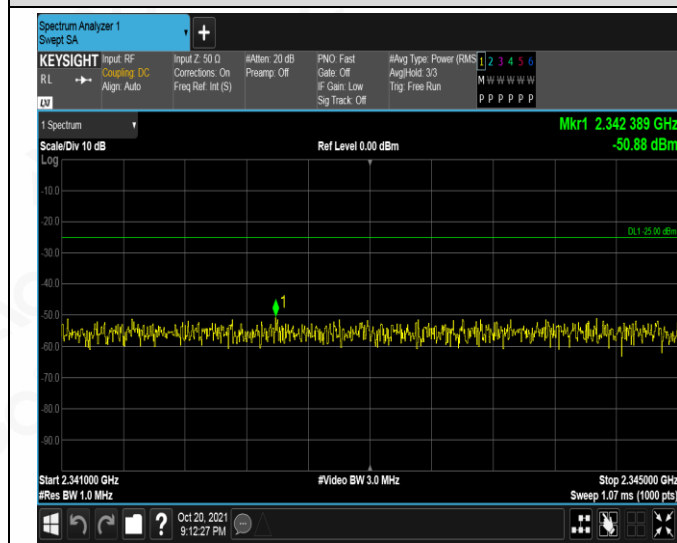 Spectrum Analyzer 1
Swept SA
+
KEYSIGHT
RL
LXI
Input: RF
Coupling: DC
Align: Auto
Input Z: 50 Ω
Corrections: On
Freq Ref: Int (S)
#Atten: 20 dB
Preamp: Off
PNO: Fast
Gate: Off
IF Gain: Low
Sig Track: Off
#Avg Type: Power (RMS
Avg|Hold: 3/3
Trig: Free Run
1 2 3 4 5 6
M W W W W W
P P P P P P
1 Spectrum
Mkr1 2.342 389 GHz
Scale/Div 10 dB
Ref Level 0.00 dBm
-50.88 dBm
Log
-10.0
-20.0
DL1 -25.00 dBm
-30.0
-40.0
1
-50.0
-60.0
-70.0
-80.0
-90.0
Start 2.341000 GHz
#Video BW 3.0 MHz
Stop 2.345000 GHz
#Res BW 1.0 MHz
Sweep 1.07 ms (1000 pts)
?
Oct 20, 2021
9:12:27 PM